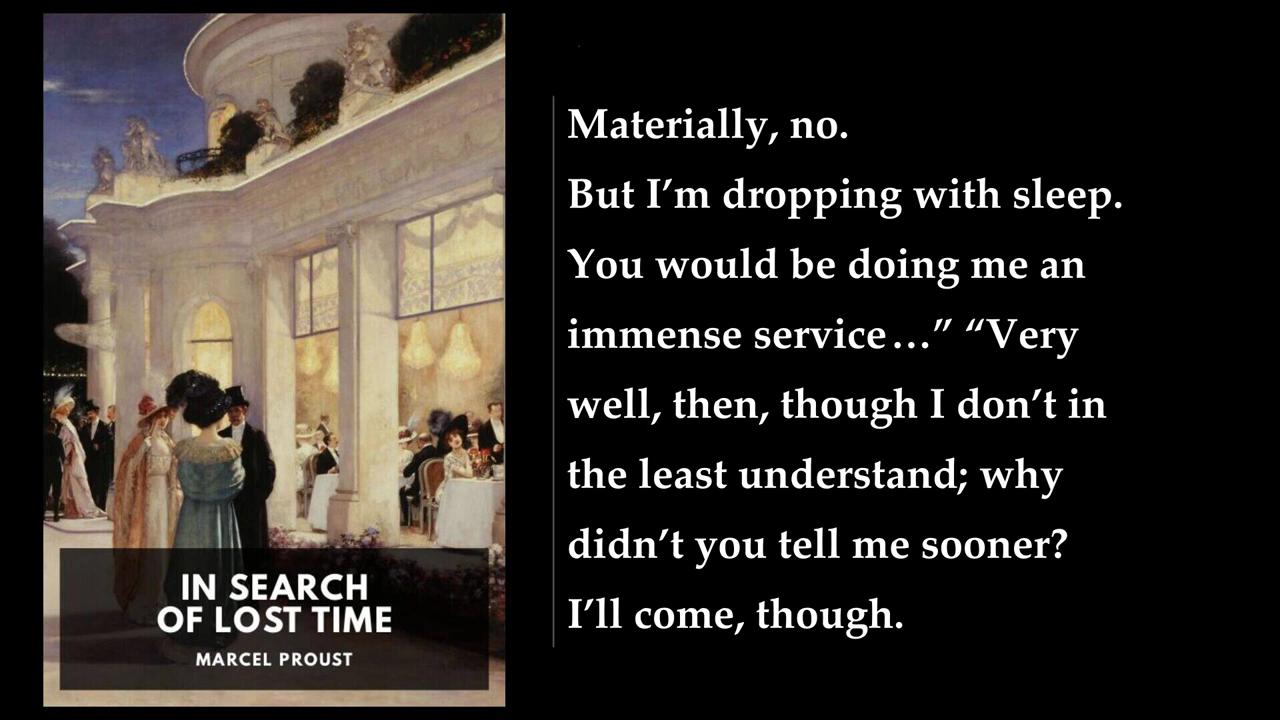 IN SEARCH
OF LOST TIME
MARCEL PROUST
Materially, no.
But I’m dropping with sleep.
You would be doing me an
immense service…” “Very
well, then, though I don’t in
the least understand; why
didn’t you tell me sooner?
I’ll come, though.